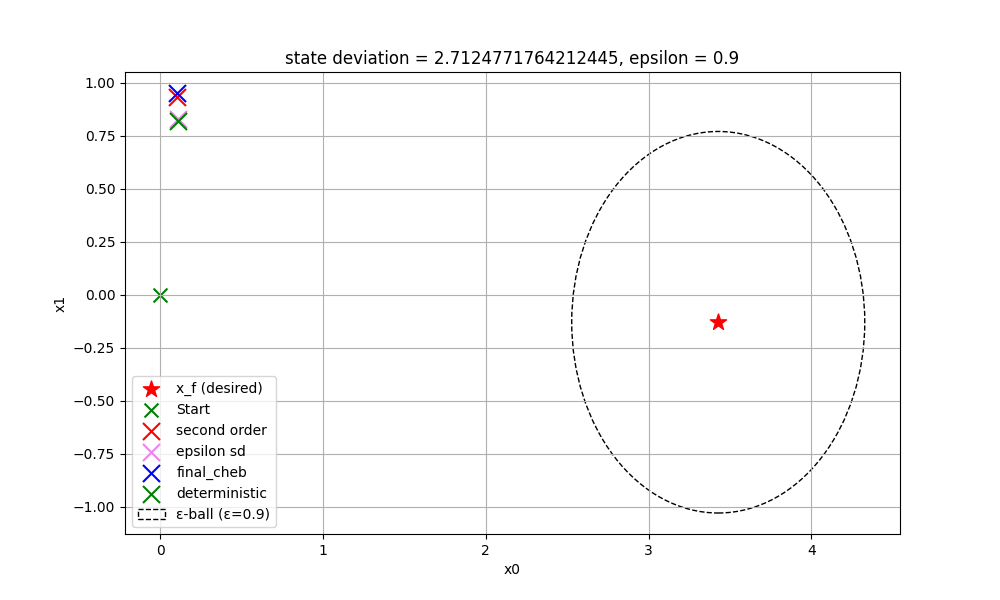 state deviation = 2.7124771764212445, epsilon = 0.9
1.00
0.75
0.50
0.25
0.00
−0.25
−0.50
−0.75
−1.00
x1
x_f (desired)
Start
second order
epsilon sd
final_cheb
deterministic
ε-ball (ε=0.9)
0
1
2
3
4
x0